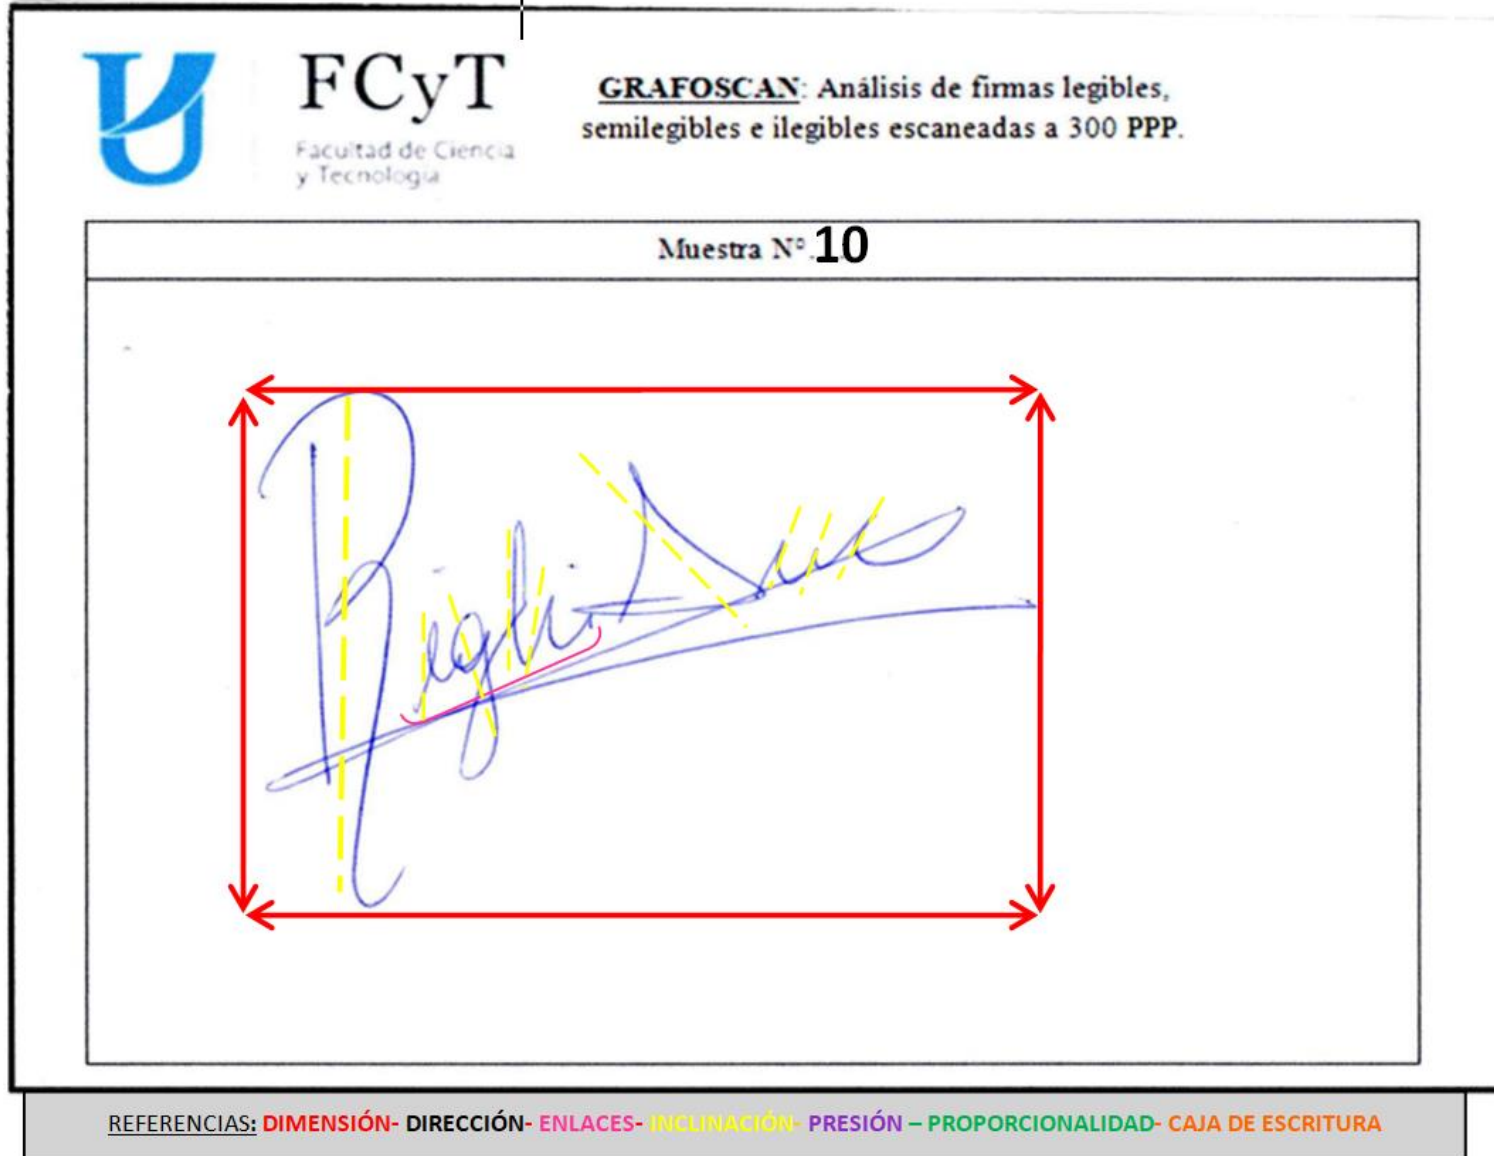 FCyT
Facultad de Ciencia
y Tecnología
GRAFOSCAN: Análisis de firmas legibles,
semilegibles e ilegibles escaneadas a 300 PPP.
Muestra Nº 10
REFERENCIAS: DIMENSIÓN- DIRECCIÓN- ENLACES- INCLINACIÓN- PRESIÓN – PROPORCIONALIDAD- CAJA DE ESCRITURA